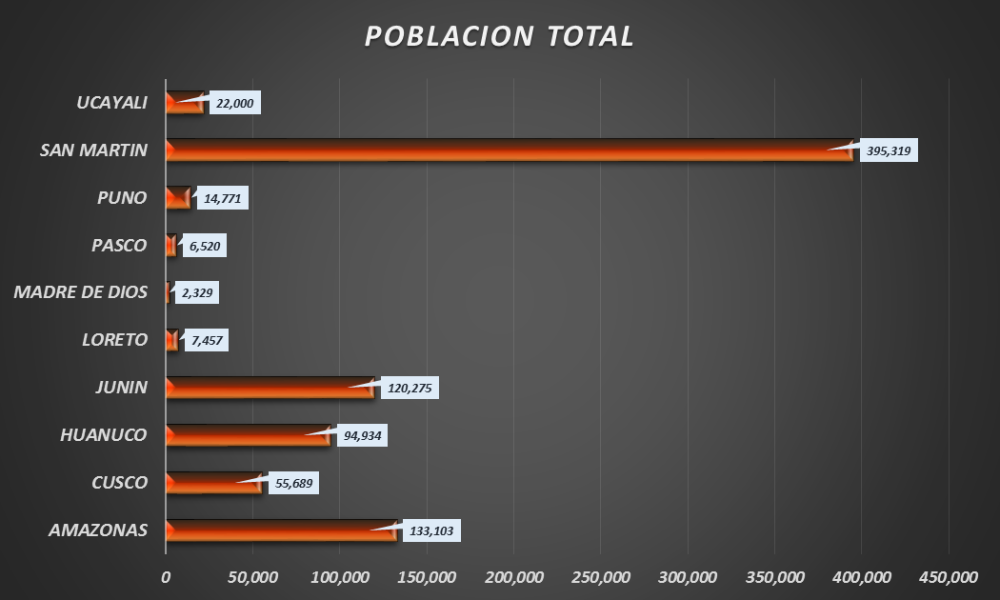 POBLACION TOTAL
UCAYALI 22,000
SAN MARTIN 395,319
PUNO 14,771
PASCO 6,520
MADRE DE DIOS 2,329
LORETO 7,457
JUNIN 120,275
HUANUCO 94,934
CUSCO 55,689
AMAZONAS 133,103
0 50,000 100,000 150,000 200,000 250,000 300,000 350,000 400,000 450,000